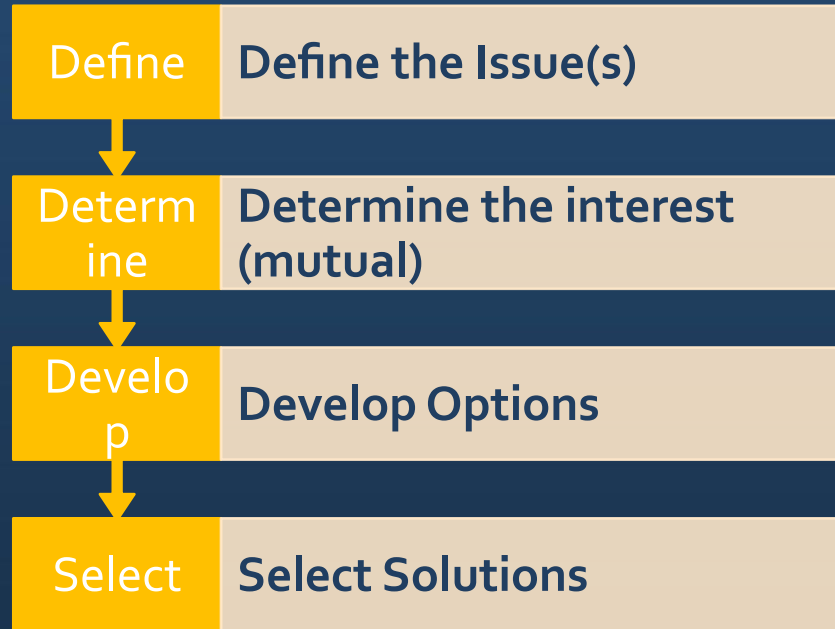 Define
Define the Issue(s)
Determ
ine
Determine the interest
(mutual)
Develo
p
Develop Options
Select
Select Solutions